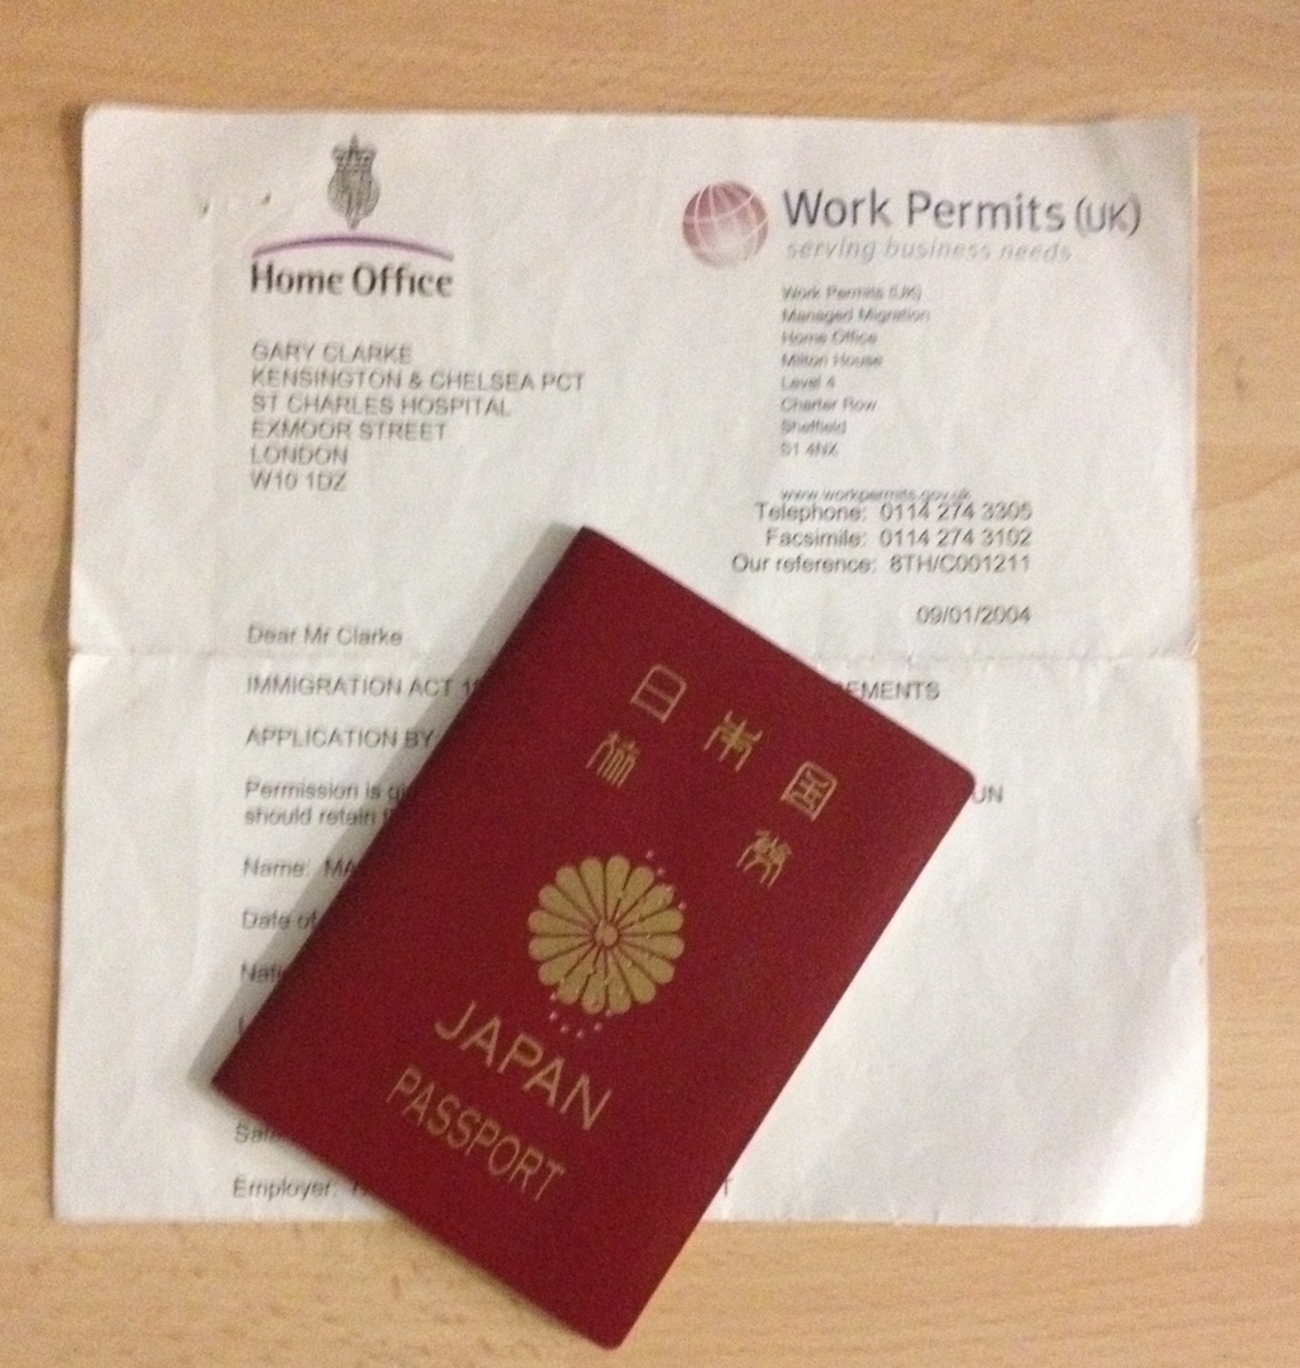 Home Office
Work Permits (UK)
serving business needs
Work Permits (UK)
Managed Migration
Home Office
Milton House
Level 4
Charter Row
Sheffield
S1 4NX
www.workpermits.gov.uk
GARY CLARKE
KENSINGTON & CHELSEA PCT
ST CHARLES HOSPITAL
EXMOOR STREET
LONDON
W10 1DZ
Telephone: 0114 274 3305
Facsimile: 0114 274 3102
Our reference: 8TH/C001211
09/01/2004
Dear Mr Clarke
IMMIGRATION ACT EMENTS
APPLICATION BY
Permission is UN
should retain
Name: MA
Date of
Employer:
日本国
旅券
JAPAN
PASSPORT